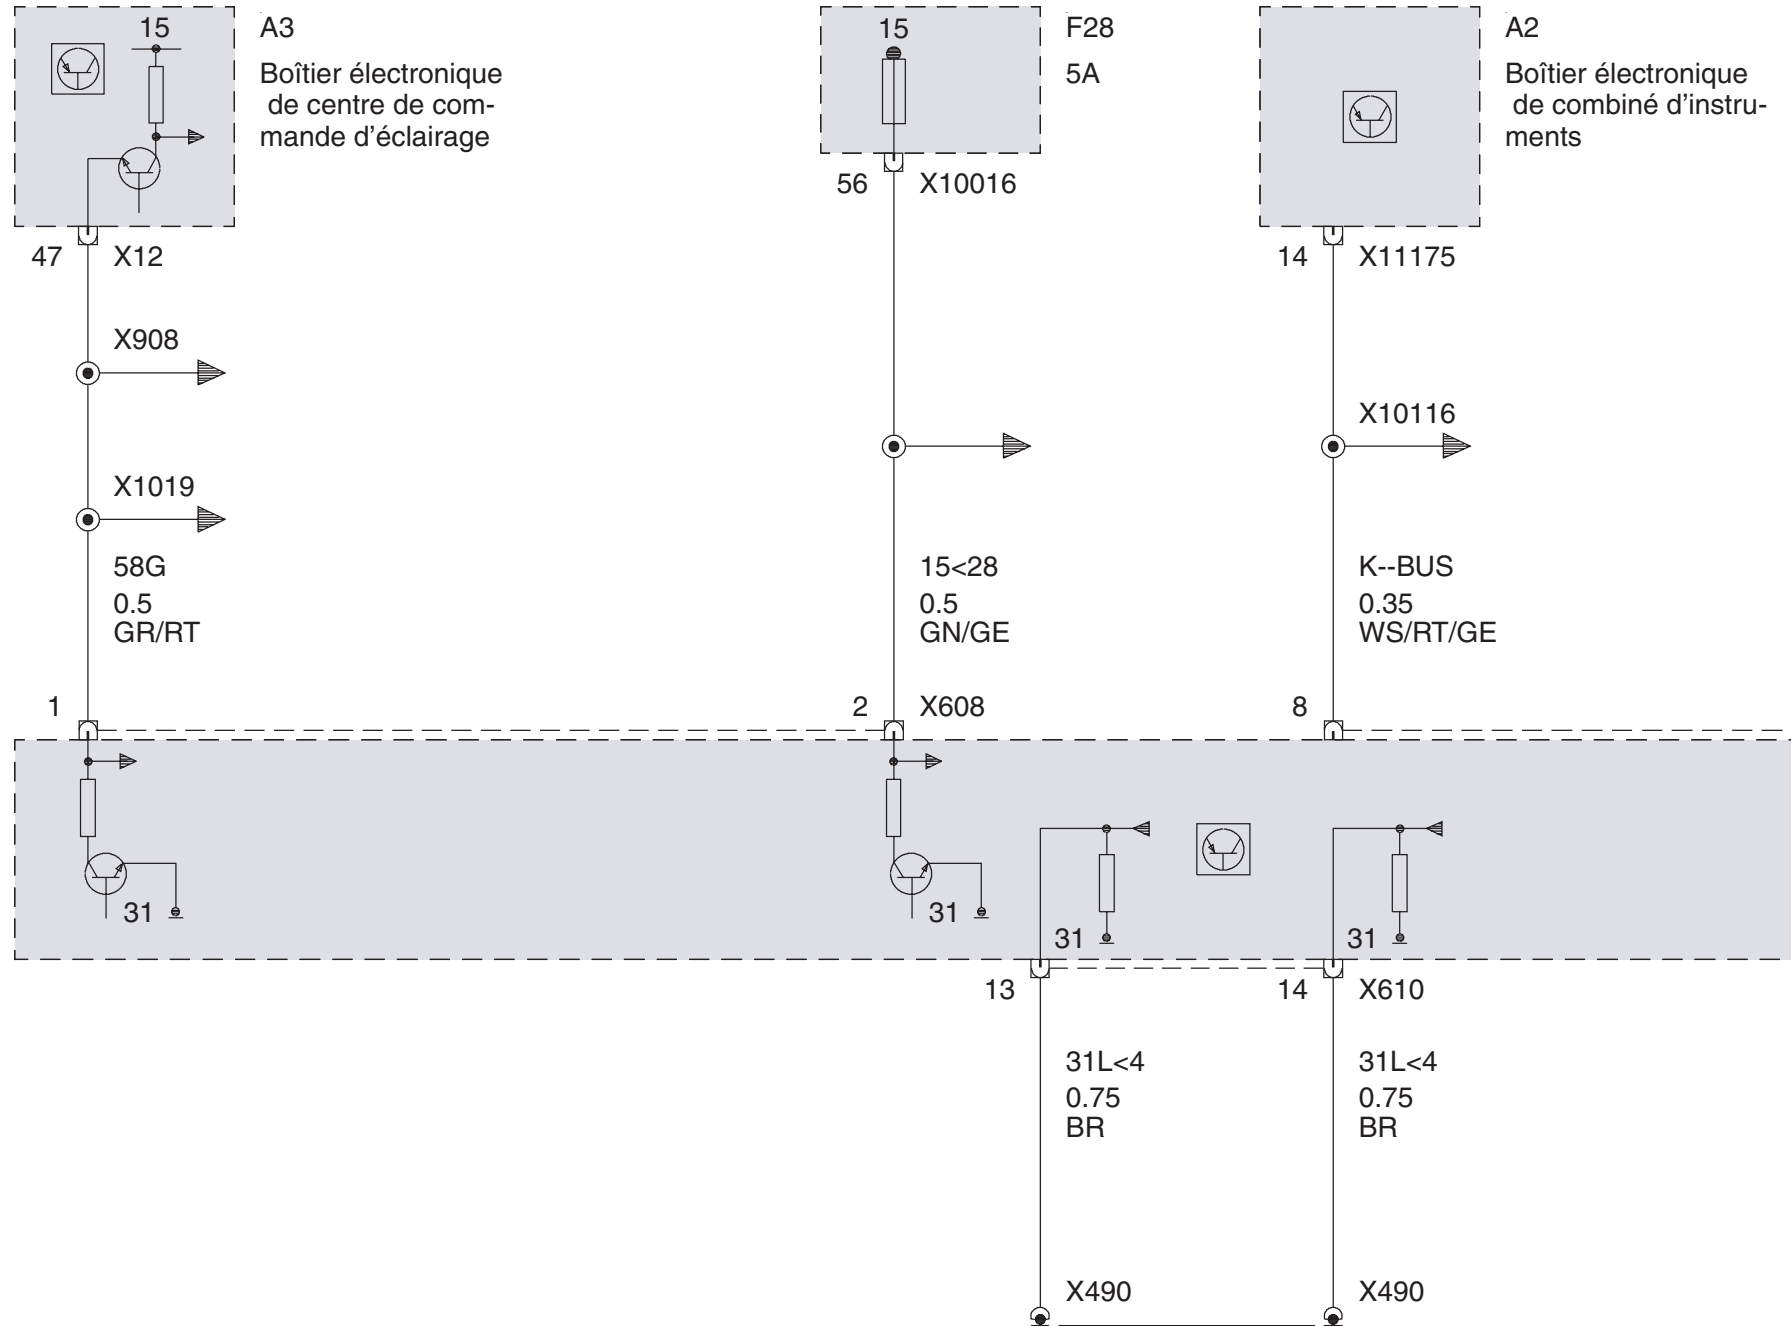 15
A3
Boîtier électronique
de centre de com-
mande d'éclairage
15
F28
5A
A2
Boîtier électronique
de combiné d'instru-
ments
56
X10016
47
X12
14
X11175
X908
X10116
X1019
58G
0.5
GR/RT
15<28
0.5
GN/GE
K--BUS
0.35
WS/RT/GE
1
2
X608
8
31
31
31
31
13
14
X610
31L<4
0.75
BR
31L<4
0.75
BR
X490
X490